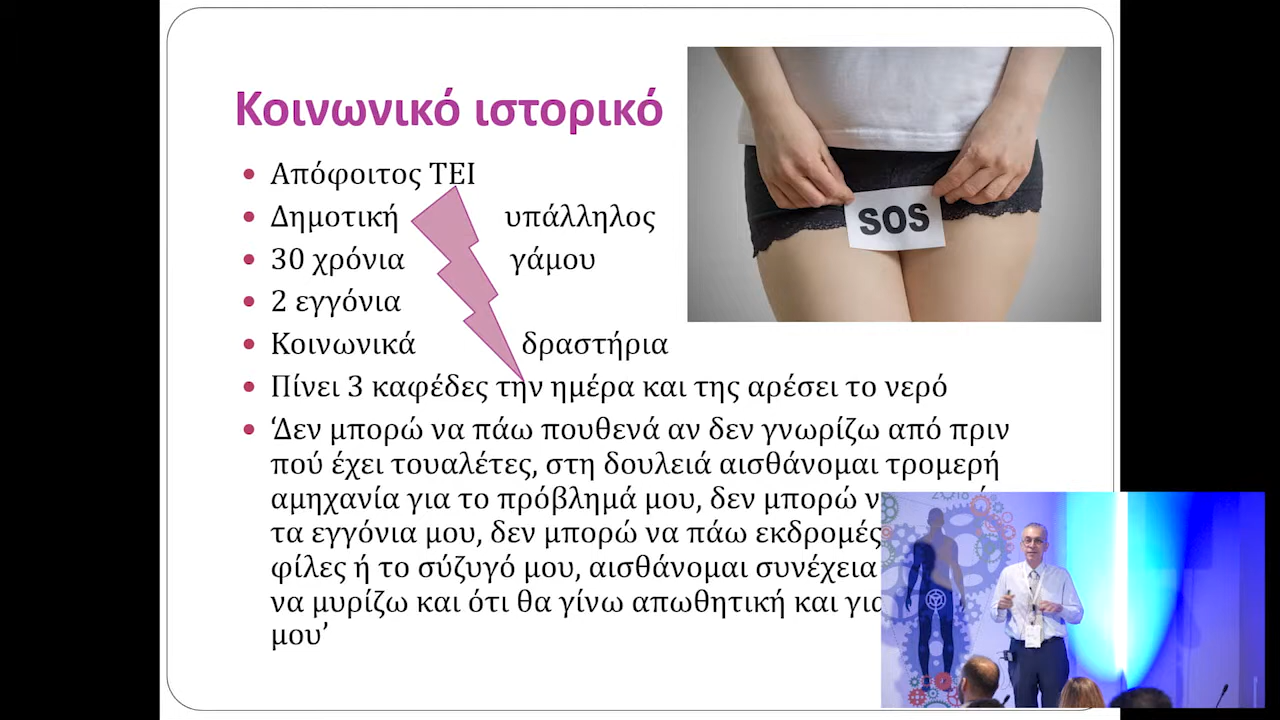 Κοινωνικό ιστορικό
SOS
Απόφοιτος ΤΕΙ
Δημοτική υπάλληλος
30 χρόνια γάμου
2 εγγόνια
Κοινωνικά δραστήρια
Πίνει 3 καφέδες την ημέρα και της αρέσει το νερό
‘Δεν μπορώ να πάω πουθενά αν δεν γνωρίζω από πριν
πού έχει τουαλέτες, στη δουλειά αισθάνομαι τρομερή
αμηχανία για το πρόβλημά μου, δεν μπορώ
τα εγγόνια μου, δεν μπορώ να πάω εκδρομές
φίλες ή το σύζυγό μου, αισθάνομαι συνέχεια
να μυρίζω και ότι θα γίνω απωθητική και
μου’
2018